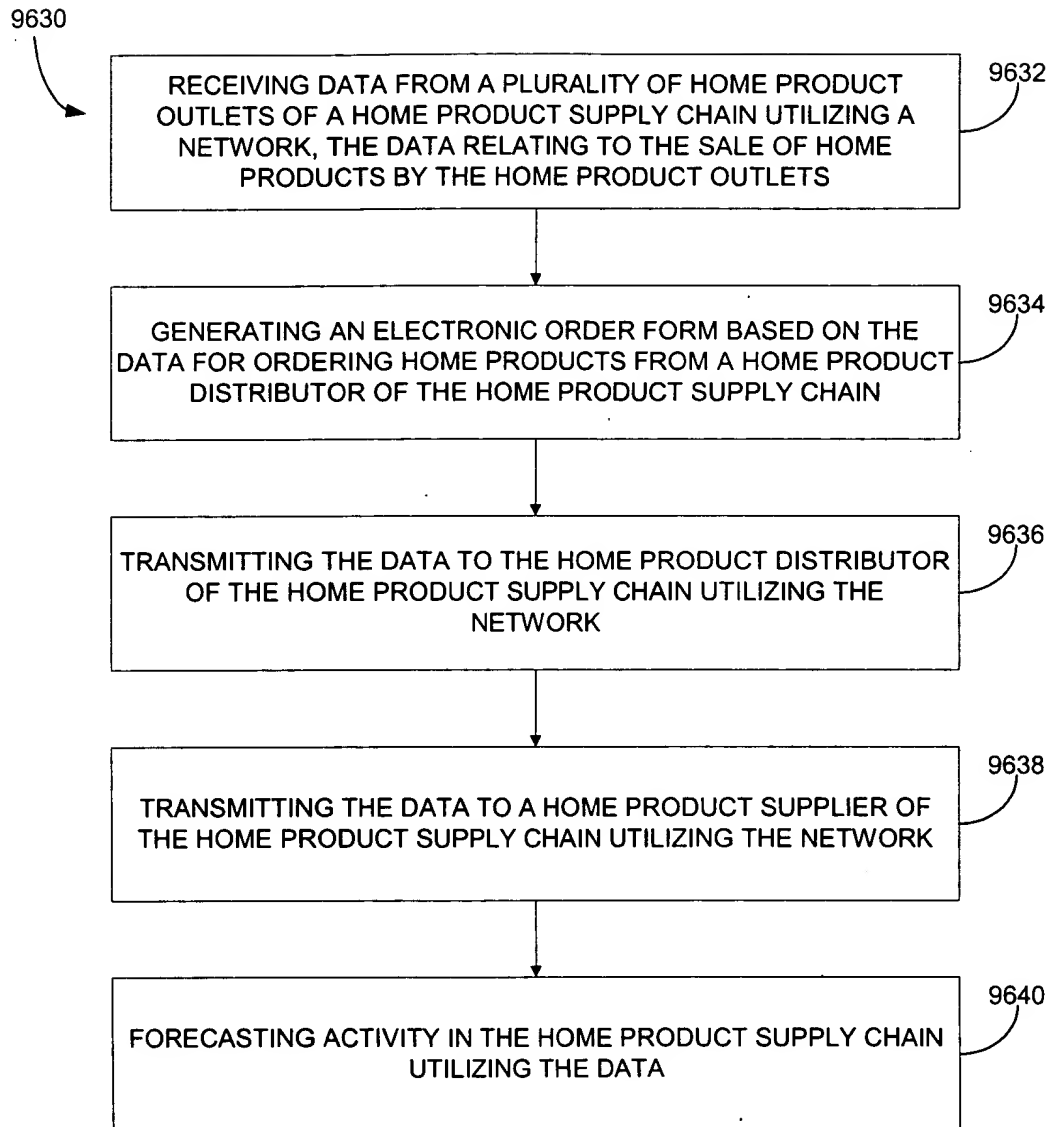 9630
9632
RECEIVING DATA FROM A PLURALITY OF HOME PRODUCT
OUTLETS OF A HOME PRODUCT SUPPLY CHAIN UTILIZING A
NETWORK, THE DATA RELATING TO THE SALE OF HOME
PRODUCTS BY THE HOME PRODUCT OUTLETS
9634
GENERATING AN ELECTRONIC ORDER FORM BASED ON THE
DATA FOR ORDERING HOME PRODUCTS FROM A HOME PRODUCT
DISTRIBUTOR OF THE HOME PRODUCT SUPPLY CHAIN
9636
TRANSMITTING THE DATA TO THE HOME PRODUCT DISTRIBUTOR
OF THE HOME PRODUCT SUPPLY CHAIN UTILIZING THE
NETWORK
9638
TRANSMITTING THE DATA TO A HOME PRODUCT SUPPLIER OF
THE HOME PRODUCT SUPPLY CHAIN UTILIZING THE NETWORK
9640
FORECASTING ACTIVITY IN THE HOME PRODUCT SUPPLY CHAIN
UTILIZING THE DATA